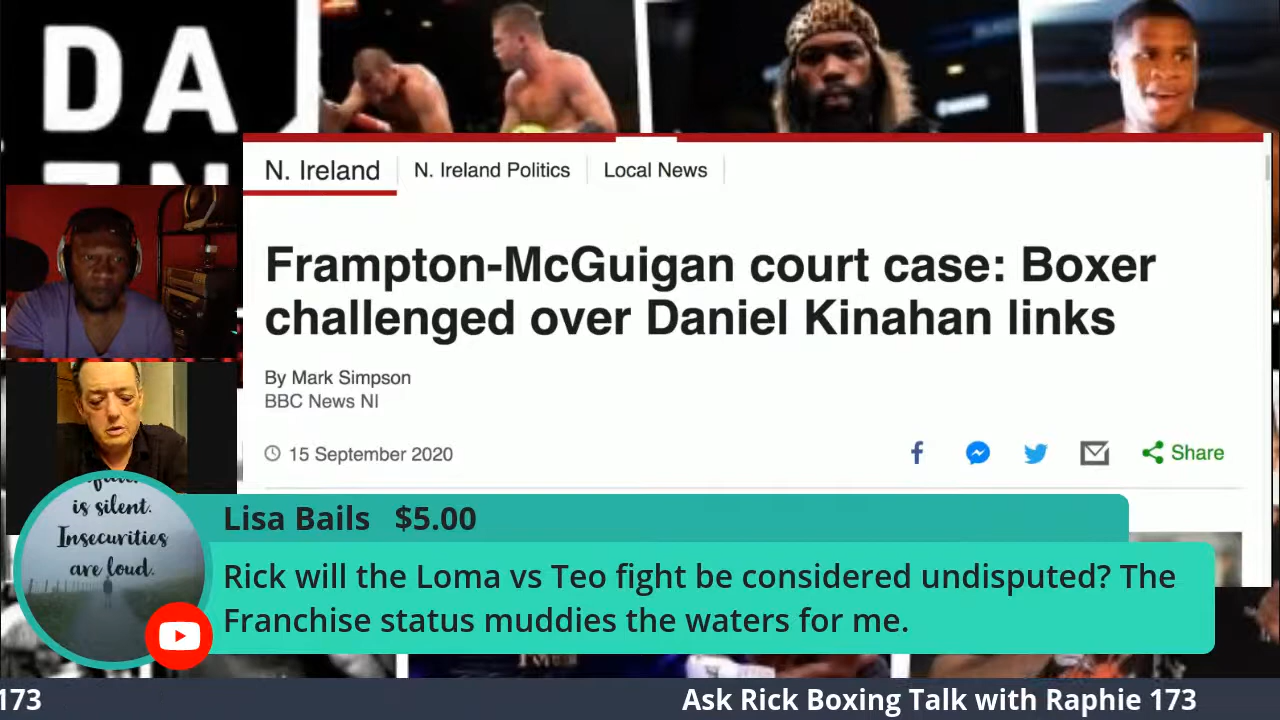 DA
N. Ireland
N. Ireland Politics
Local News
Frampton-McGuigan court case: Boxer
challenged over Daniel Kinahan links
By Mark Simpson
BBC News NI
15 September 2020
Share
is silent.
Insecurities
are loud.
Lisa Bails $5.00
Rick will the Loma vs Teo fight be considered undisputed? The
Franchise status muddies the waters for me.
173
Ask Rick Boxing Talk with Raphie 173